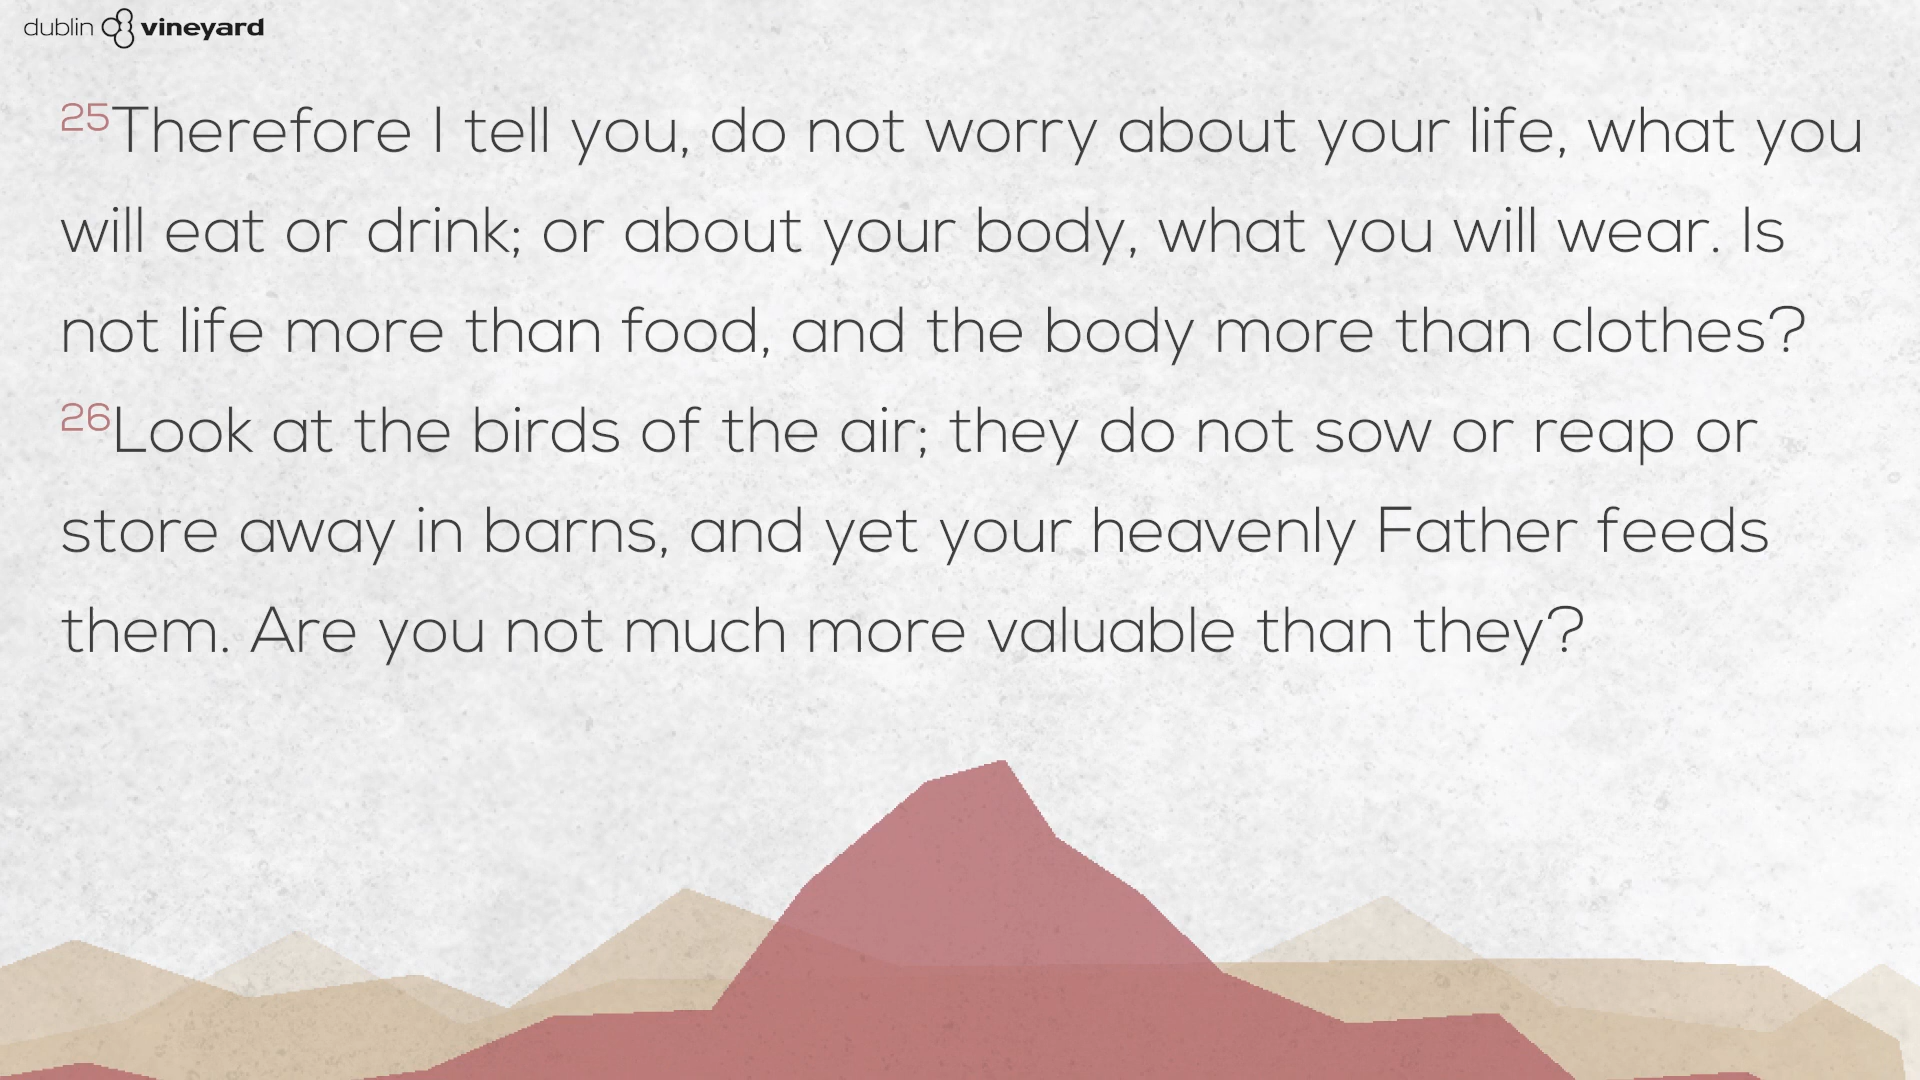 dublin vineyard
25Therefore I tell you, do not worry about your life, what you
will eat or drink; or about your body, what you will wear. Is
not life more than food, and the body more than clothes?
26Look at the birds of the air; they do not sow or reap or
store away in barns, and yet your heavenly Father feeds
them. Are you not much more valuable than they?